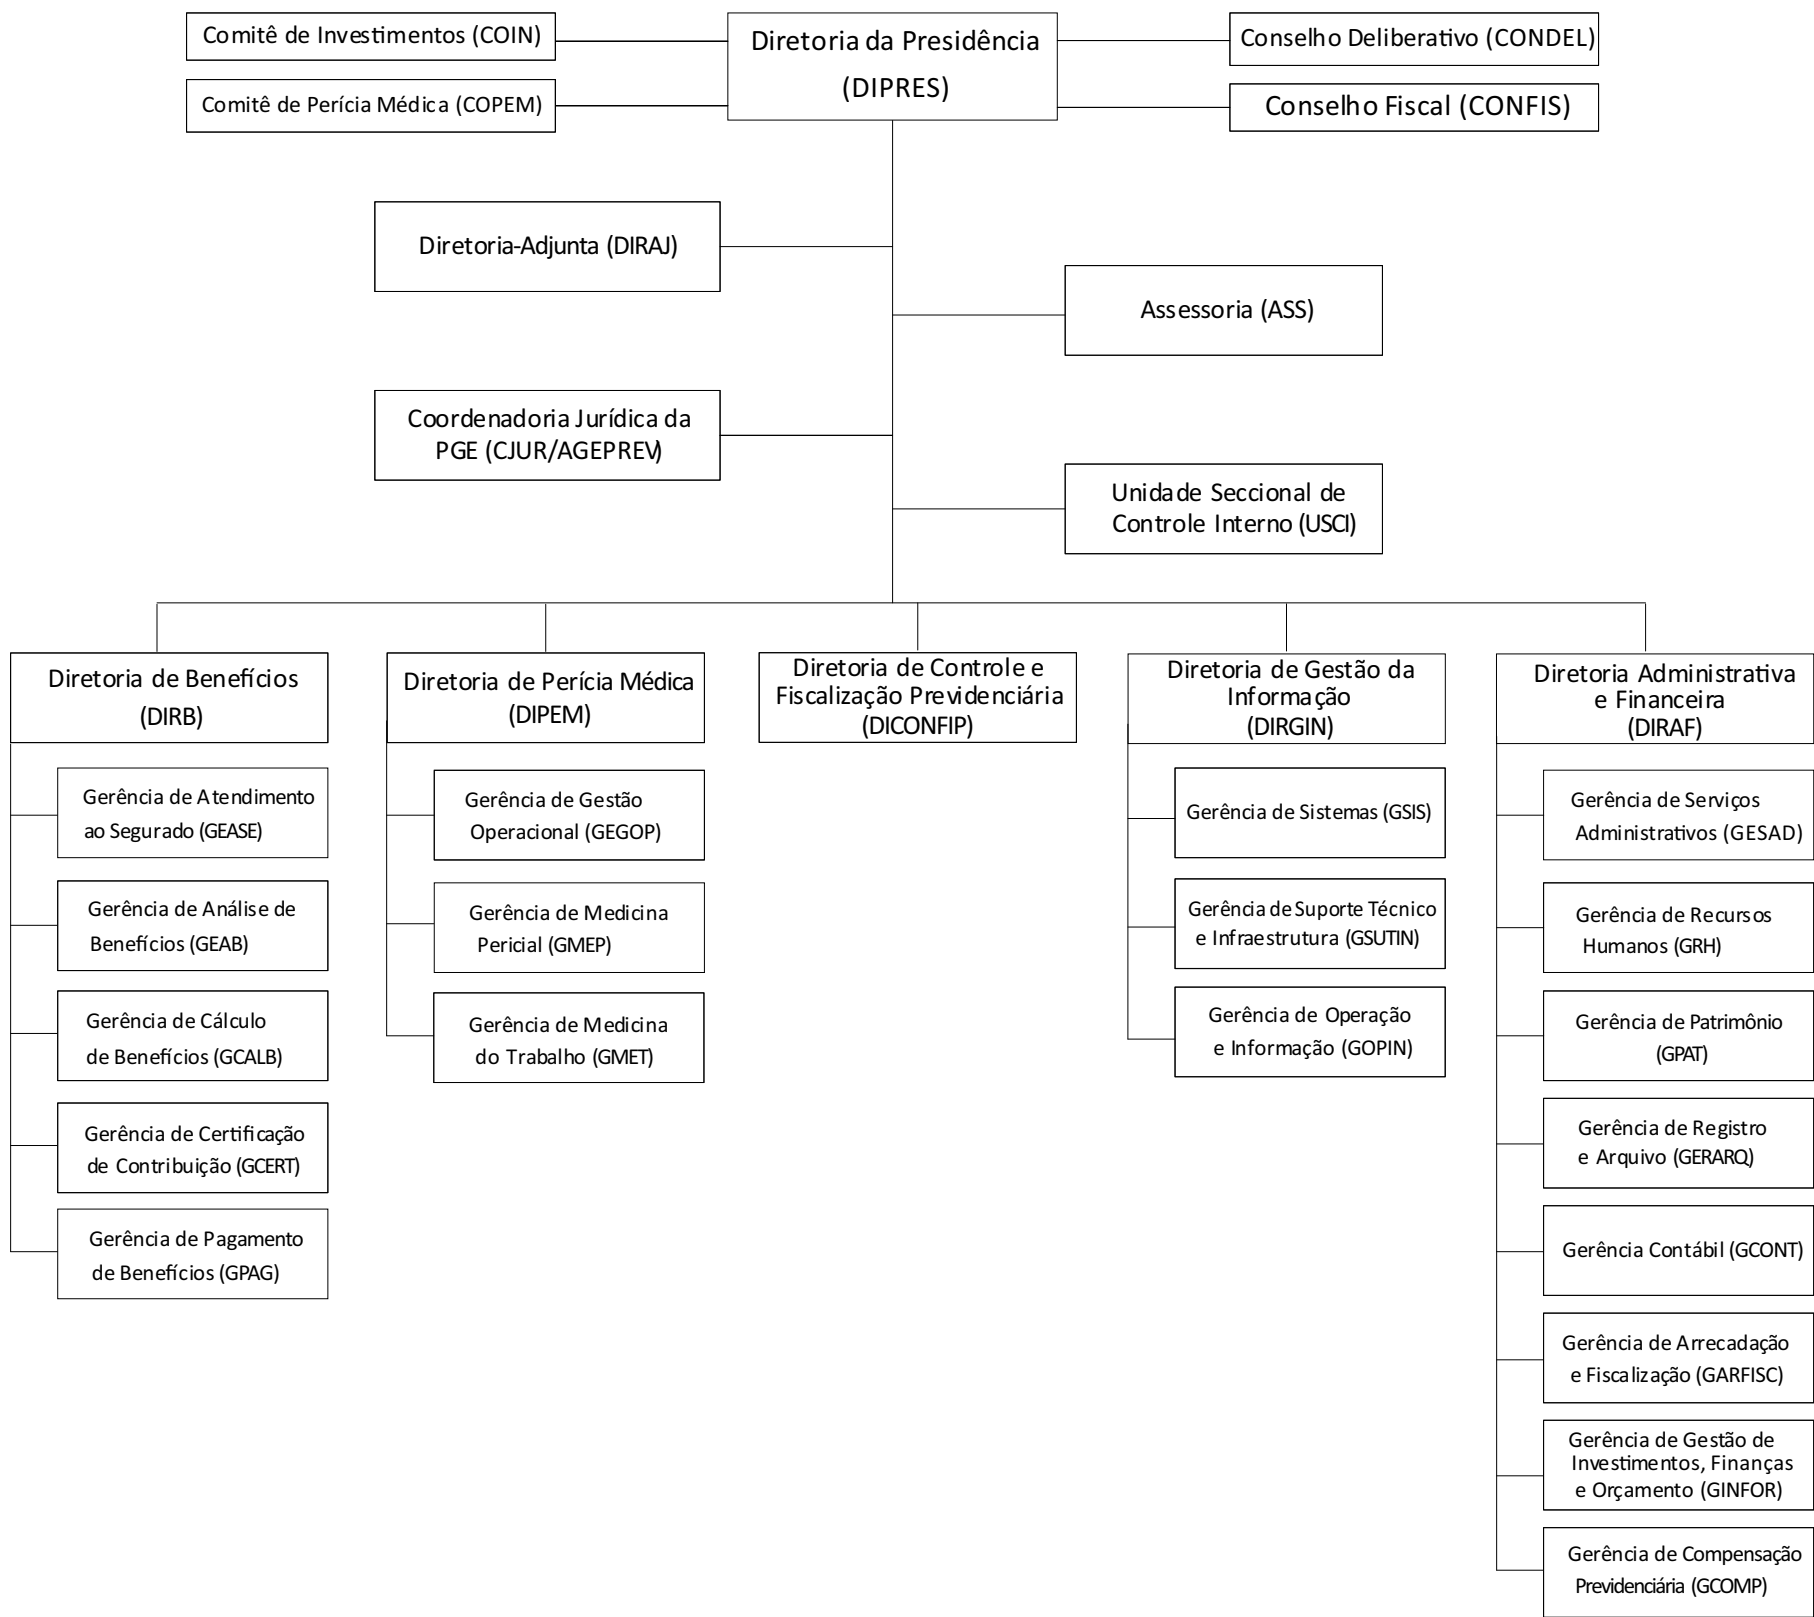 Comitê de Investimentos (COIN)
Diretoria da Presidência
(DIPRES)
Conselho Deliberativo (CONDEL)
Comitê de Perícia Médica (COPEM)
Conselho Fiscal (CONFIS)
Diretoria-Adjunta (DIRAJ)
Assessoria (ASS)
Coordenadoria Jurídica da
PGE (CJUR/AGEPREV)
Unidade Seccional de
Controle Interno (USCI)
Diretoria de Benefícios
(DIRB)
Gerência de Atendimento
ao Segurado (GEASE)
Gerência de Análise de
Benefícios (GEAB)
Gerência de Cálculo
de Benefícios (GCALB)
Gerência de Certificação
de Contribuição (GCERT)
Gerência de Pagamento
de Benefícios (GPAG)
Diretoria de Perícia Médica
(DIPEM)
Gerência de Gestão
Operacional (GEGOP)
Gerência de Medicina
Pericial (GMEP)
Gerência de Medicina
do Trabalho (GMET)
Diretoria de Controle e
Fiscalização Previdenciária
(DICONFIP)
Diretoria de Gestão da
Informação
(DIRGIN)
Gerência de Sistemas (GSIS)
Gerência de Suporte Técnico
e Infraestrutura (GSUTIN)
Gerência de Operação
e Informação (GOPIN)
Diretoria Administrativa
e Financeira
(DIRAF)
Gerência de Serviços
Administrativos (GESAD)
Gerência de Recursos
Humanos (GRH)
Gerência de Patrimônio
(GPAT)
Gerência de Registro
e Arquivo (GERARQ)
Gerência Contábil (GCONT)
Gerência de Arrecadação
e Fiscalização (GARFISC)
Gerência de Gestão de
Investimentos, Finanças
e Orçamento (GINFOR)
Gerência de Compensação
Previdenciária (GCOMP)